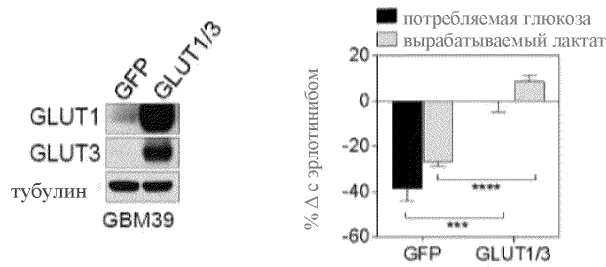 GFP
GLUT1/3
GLUT1
GLUT3
тубулин
GBM39
потребляемая глюкоза
вырабатываемый лактат
% Δ с эрлотинибом
20
0
-20
-40
-60
****
***
GFP
GLUT1/3